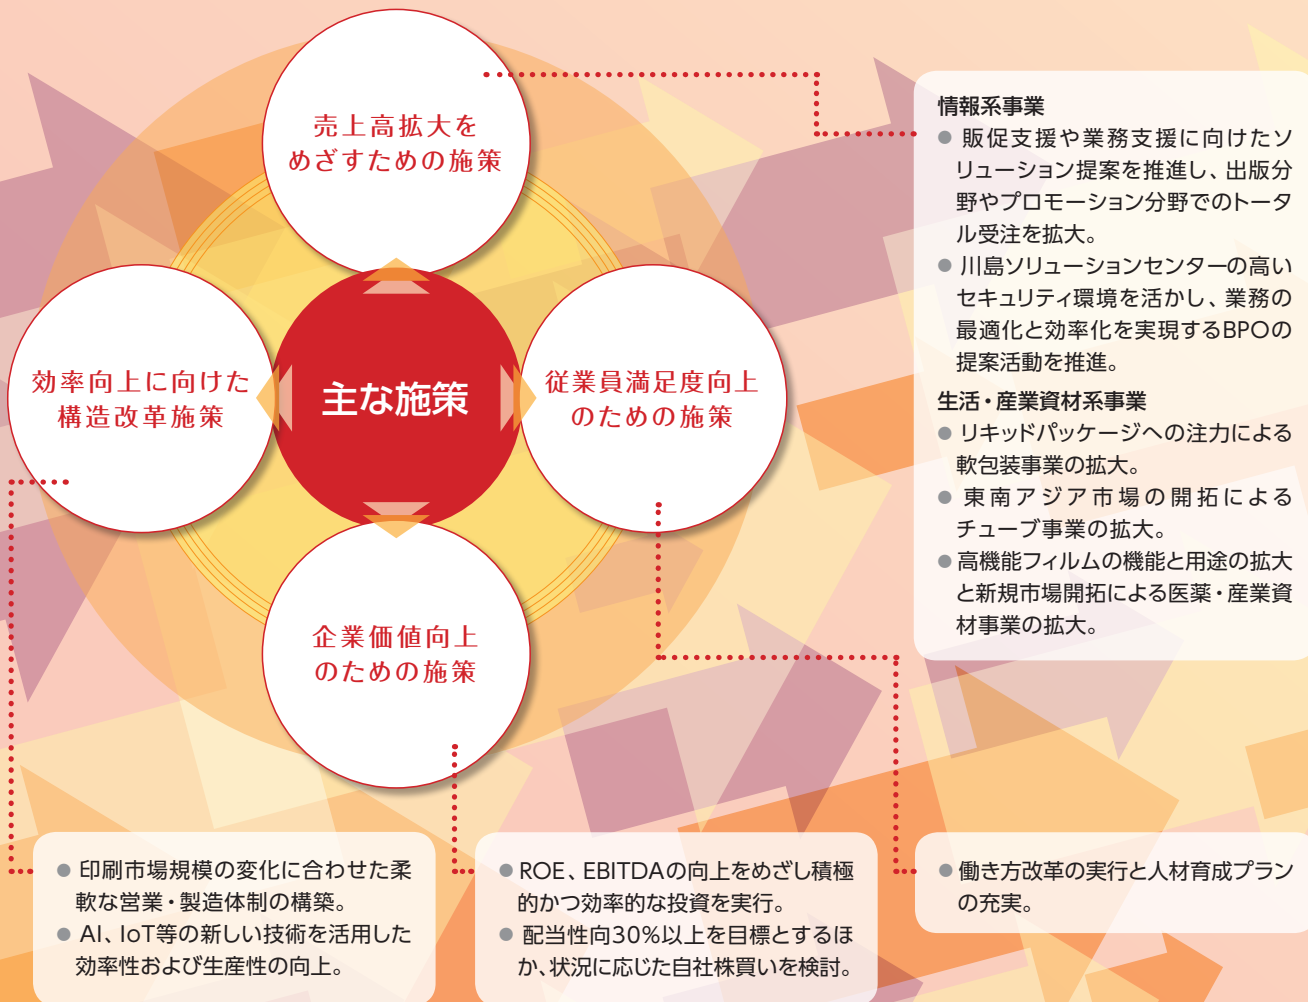 売上高拡大を
めざすための施策
効率向上に向けた
構造改革施策
主な施策
従業員満足度向上
のための施策
企業価値向上
のための施策
情報系事業
● 販促支援や業務支援に向けたソ
リューション提案を推進し、出版分
野やプロモーション分野でのトータ
ル受注を拡大。
● 川島ソリューションセンターの高い
セキュリティ環境を活かし、業務の
最適化と効率化を実現するBPOの
提案活動を推進。
生活・産業資材系事業
● リキッドパッケージへの注力による
軟包装事業の拡大。
● 東南アジア市場の開拓による
チューブ事業の拡大。
● 高機能フィルムの機能と用途の拡大
と新規市場開拓による医薬・産業資
材事業の拡大。
● 印刷市場規模の変化に合わせた柔
軟な営業・製造体制の構築。
● AI、IoT等の新しい技術を活用した
効率性および生産性の向上。
● ROE、EBITDAの向上をめざし積極
的かつ効率的な投資を実行。
● 配当性向30%以上を目標とするほ
か、状況に応じた自社株買いを検討。
● 働き方改革の実行と人材育成プラン
の充実。